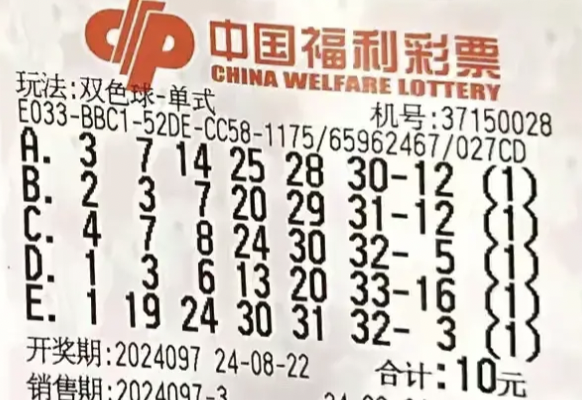 中国福利彩票
CHINA WELFARE LOTTERY
玩法:双色球-单式
机号:37150028
E033-BBC1-52DE-CC58-1175/65962467/027CD
A. 3 7 14 25 28 30-12 (1)
B. 2 3 7 20 29 31-12 (1)
C. 4 7 8 24 30 32- 5 (1)
D. 1 3 6 13 20 33-16 (1)
E. 1 19 24 30 31 32- 3 (1)
开奖期:2024097 24-08-22
合计:10元
销售期:2024097-3